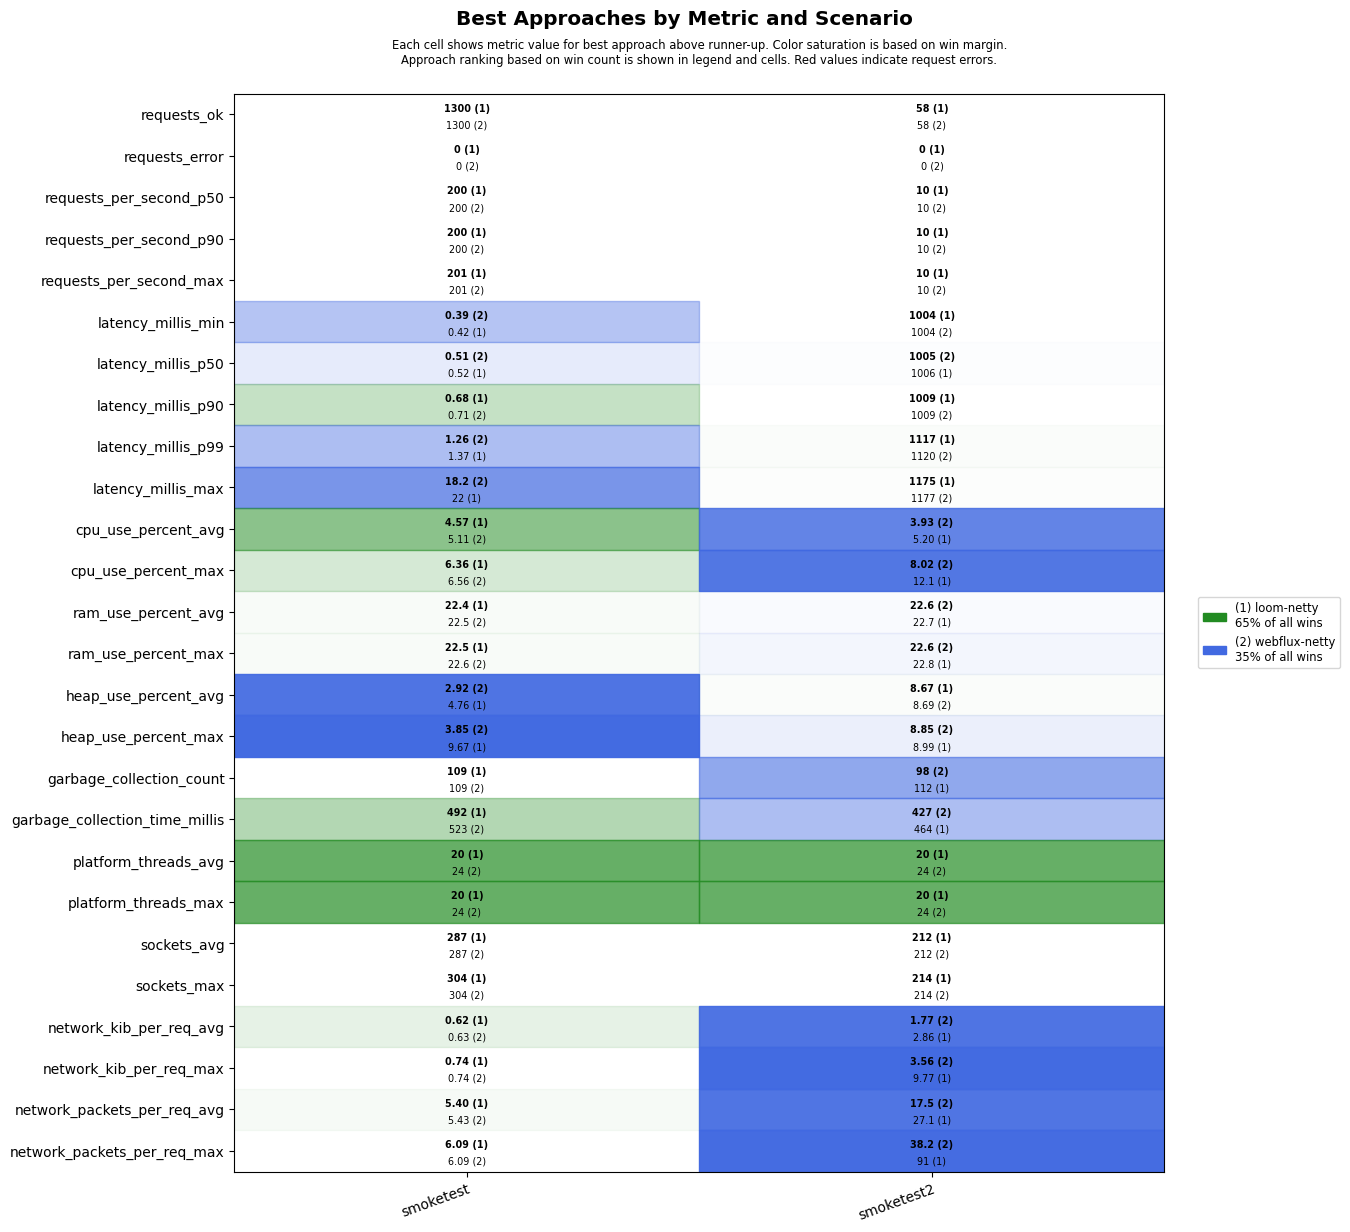 Best Approaches by Metric and Scenario
Each cell shows metric value for best approach above runner-up. Color saturation is based on win margin.
Approach ranking based on win count is shown in legend and cells. Red values indicate request errors.
requests_ok
1300 (1)
1300 (2)
58 (1)
58 (2)
requests_error
0 (1)
0 (2)
0 (1)
0 (2)
requests_per_second_p50
200 (1)
200 (2)
10 (1)
10 (2)
requests_per_second_p90
200 (1)
200 (2)
10 (1)
10 (2)
requests_per_second_max
201 (1)
201 (2)
10 (1)
10 (2)
latency_millis_min
0.39 (2)
0.42 (1)
1004 (1)
1004 (2)
latency_millis_p50
0.51 (2)
0.52 (1)
1005 (2)
1006 (1)
latency_millis_p90
0.68 (1)
0.71 (2)
1009 (1)
1009 (2)
latency_millis_p99
1.26 (2)
1.37 (1)
1117 (1)
1120 (2)
latency_millis_max
18.2 (2)
22 (1)
1175 (1)
1177 (2)
cpu_use_percent_avg
4.57 (1)
5.11 (2)
3.93 (2)
5.20 (1)
cpu_use_percent_max
6.36 (1)
6.56 (2)
8.02 (2)
12.1 (1)
ram_use_percent_avg
22.4 (1)
22.5 (2)
22.6 (2)
22.7 (1)
ram_use_percent_max
22.5 (1)
22.6 (2)
22.6 (2)
22.8 (1)
heap_use_percent_avg
2.92 (2)
4.76 (1)
8.67 (1)
8.69 (2)
heap_use_percent_max
3.85 (2)
9.67 (1)
8.85 (2)
8.99 (1)
garbage_collection_count
109 (1)
109 (2)
98 (2)
112 (1)
garbage_collection_time_millis
492 (1)
523 (2)
427 (2)
464 (1)
platform_threads_avg
20 (1)
24 (2)
20 (1)
24 (2)
platform_threads_max
20 (1)
24 (2)
20 (1)
24 (2)
sockets_avg
287 (1)
287 (2)
212 (1)
212 (2)
sockets_max
304 (1)
304 (2)
214 (1)
214 (2)
network_kib_per_req_avg
0.62 (1)
0.63 (2)
1.77 (2)
2.86 (1)
network_kib_per_req_max
0.74 (1)
0.74 (2)
3.56 (2)
9.77 (1)
network_packets_per_req_avg
5.40 (1)
5.43 (2)
17.5 (2)
27.1 (1)
network_packets_per_req_max
6.09 (1)
6.09 (2)
38.2 (2)
91 (1)
smoketest
smoketest2
(1) loom-netty
65% of all wins
(2) webflux-netty
35% of all wins